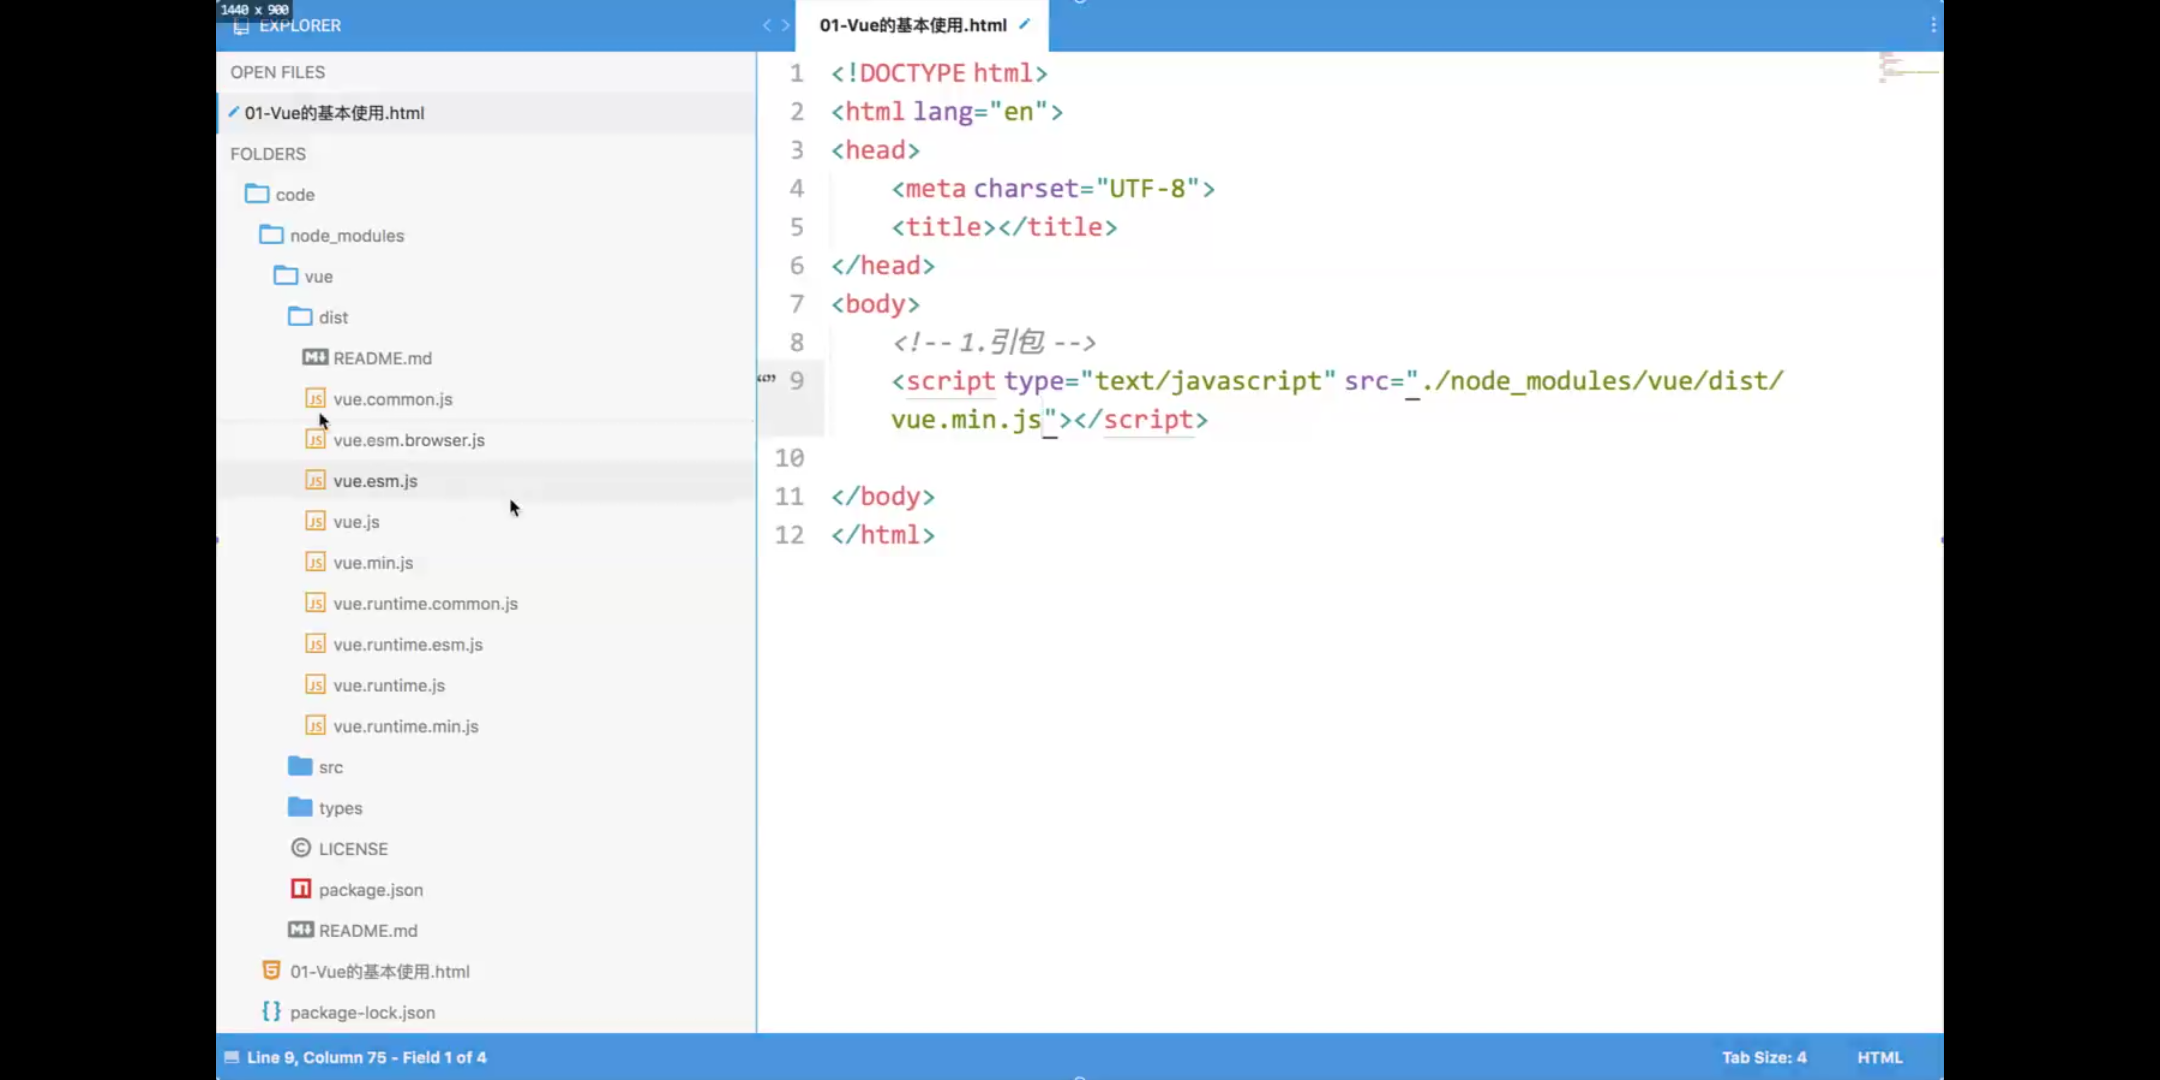 1440 x 900
EXPLORER
OPEN FILES
01-Vue的基本使用.html
FOLDERS
code
node_modules
vue
dist
README.md
vue.common.js
vue.esm.browser.js
vue.esm.js
vue.js
vue.min.js
vue.runtime.common.js
vue.runtime.esm.js
vue.runtime.js
vue.runtime.min.js
src
types
LICENSE
package.json
README.md
01-Vue的基本使用.html
package-lock.json
01-Vue的基本使用.html
1 <!DOCTYPE html>
2 <html lang="en">
3 <head>
4 <meta charset="UTF-8">
5 <title></title>
6 </head>
7 <body>
8 <!-- 1.引包 -->
9 <script type="text/javascript" src="./node_modules/vue/dist/
vue.min.js"></script>
10
11 </body>
12 </html>
Line 9, Column 75 - Field 1 of 4
Tab Size: 4
HTML